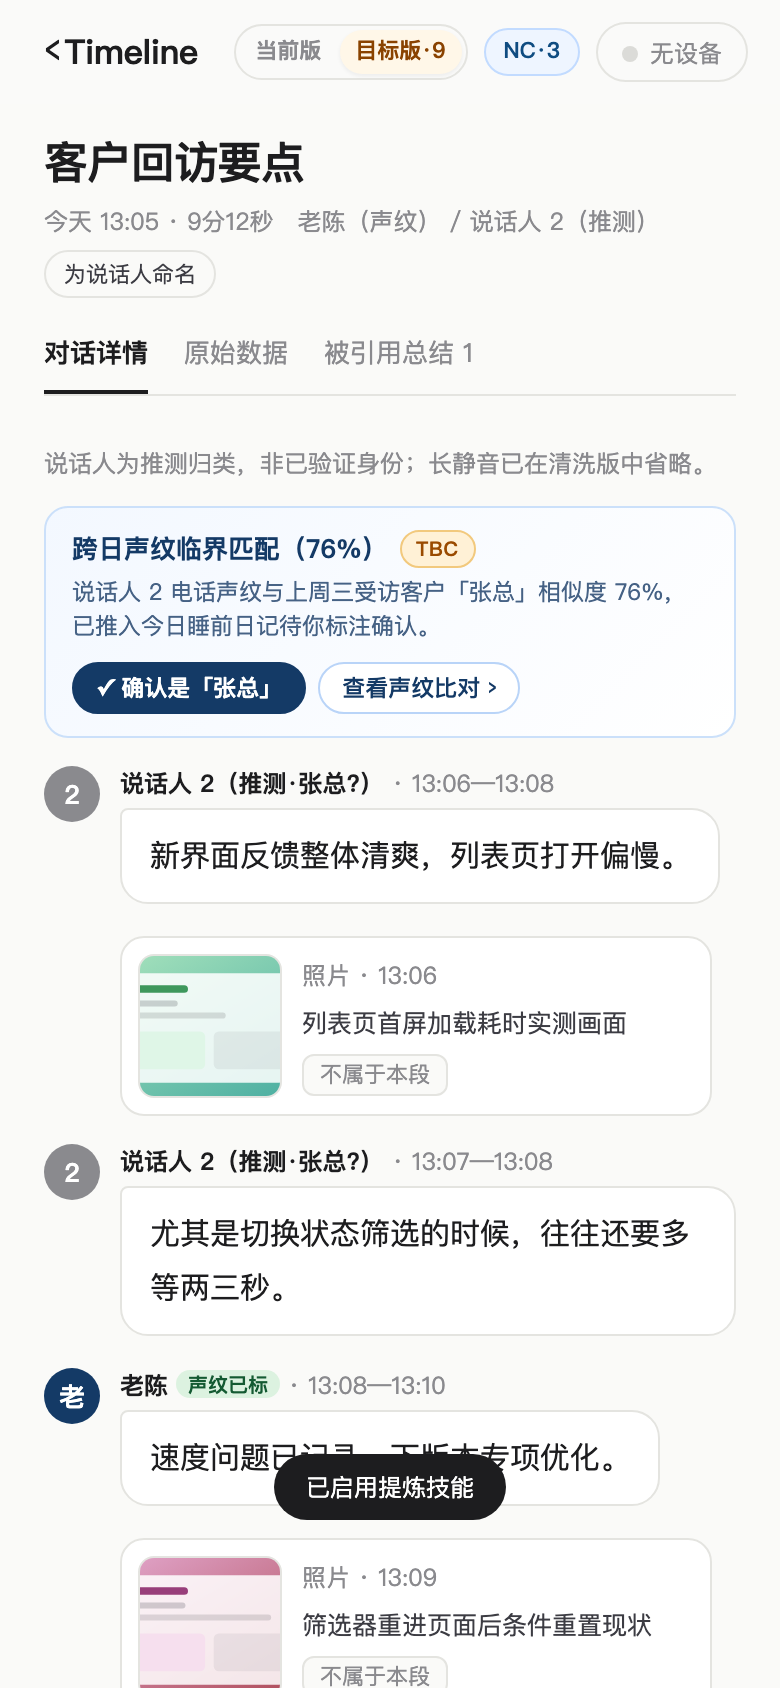 < Timeline 当前版 目标版·9 NC·3 无设备
客户回访要点
今天 13:05 · 9分12秒 老陈（声纹） / 说话人 2（推测）
为说话人命名
对话详情 原始数据 被引用总结 1
说话人为推测归类，非已验证身份；长静音已在清洗版中省略。
跨日声纹临界匹配（76%） TBC
说话人 2 电话声纹与上周三受访客户「张总」相似度 76%，
已推入今日睡前日记待你标注确认。
✓ 确认是「张总」 查看声纹比对 ›
2 说话人 2（推测·张总?） · 13:06—13:08
新界面反馈整体清爽，列表页打开偏慢。
照片 · 13:06
列表页首屏加载耗时实测画面
不属于本段
2 说话人 2（推测·张总?） · 13:07—13:08
尤其是切换状态筛选的时候，往往还要多
等两三秒。
老 老陈 声纹已标 · 13:08—13:10
速度问题已记录，下版本专项优化。
已启用提炼技能
照片 · 13:09
筛选器重进页面后条件重置现状
不属于本段